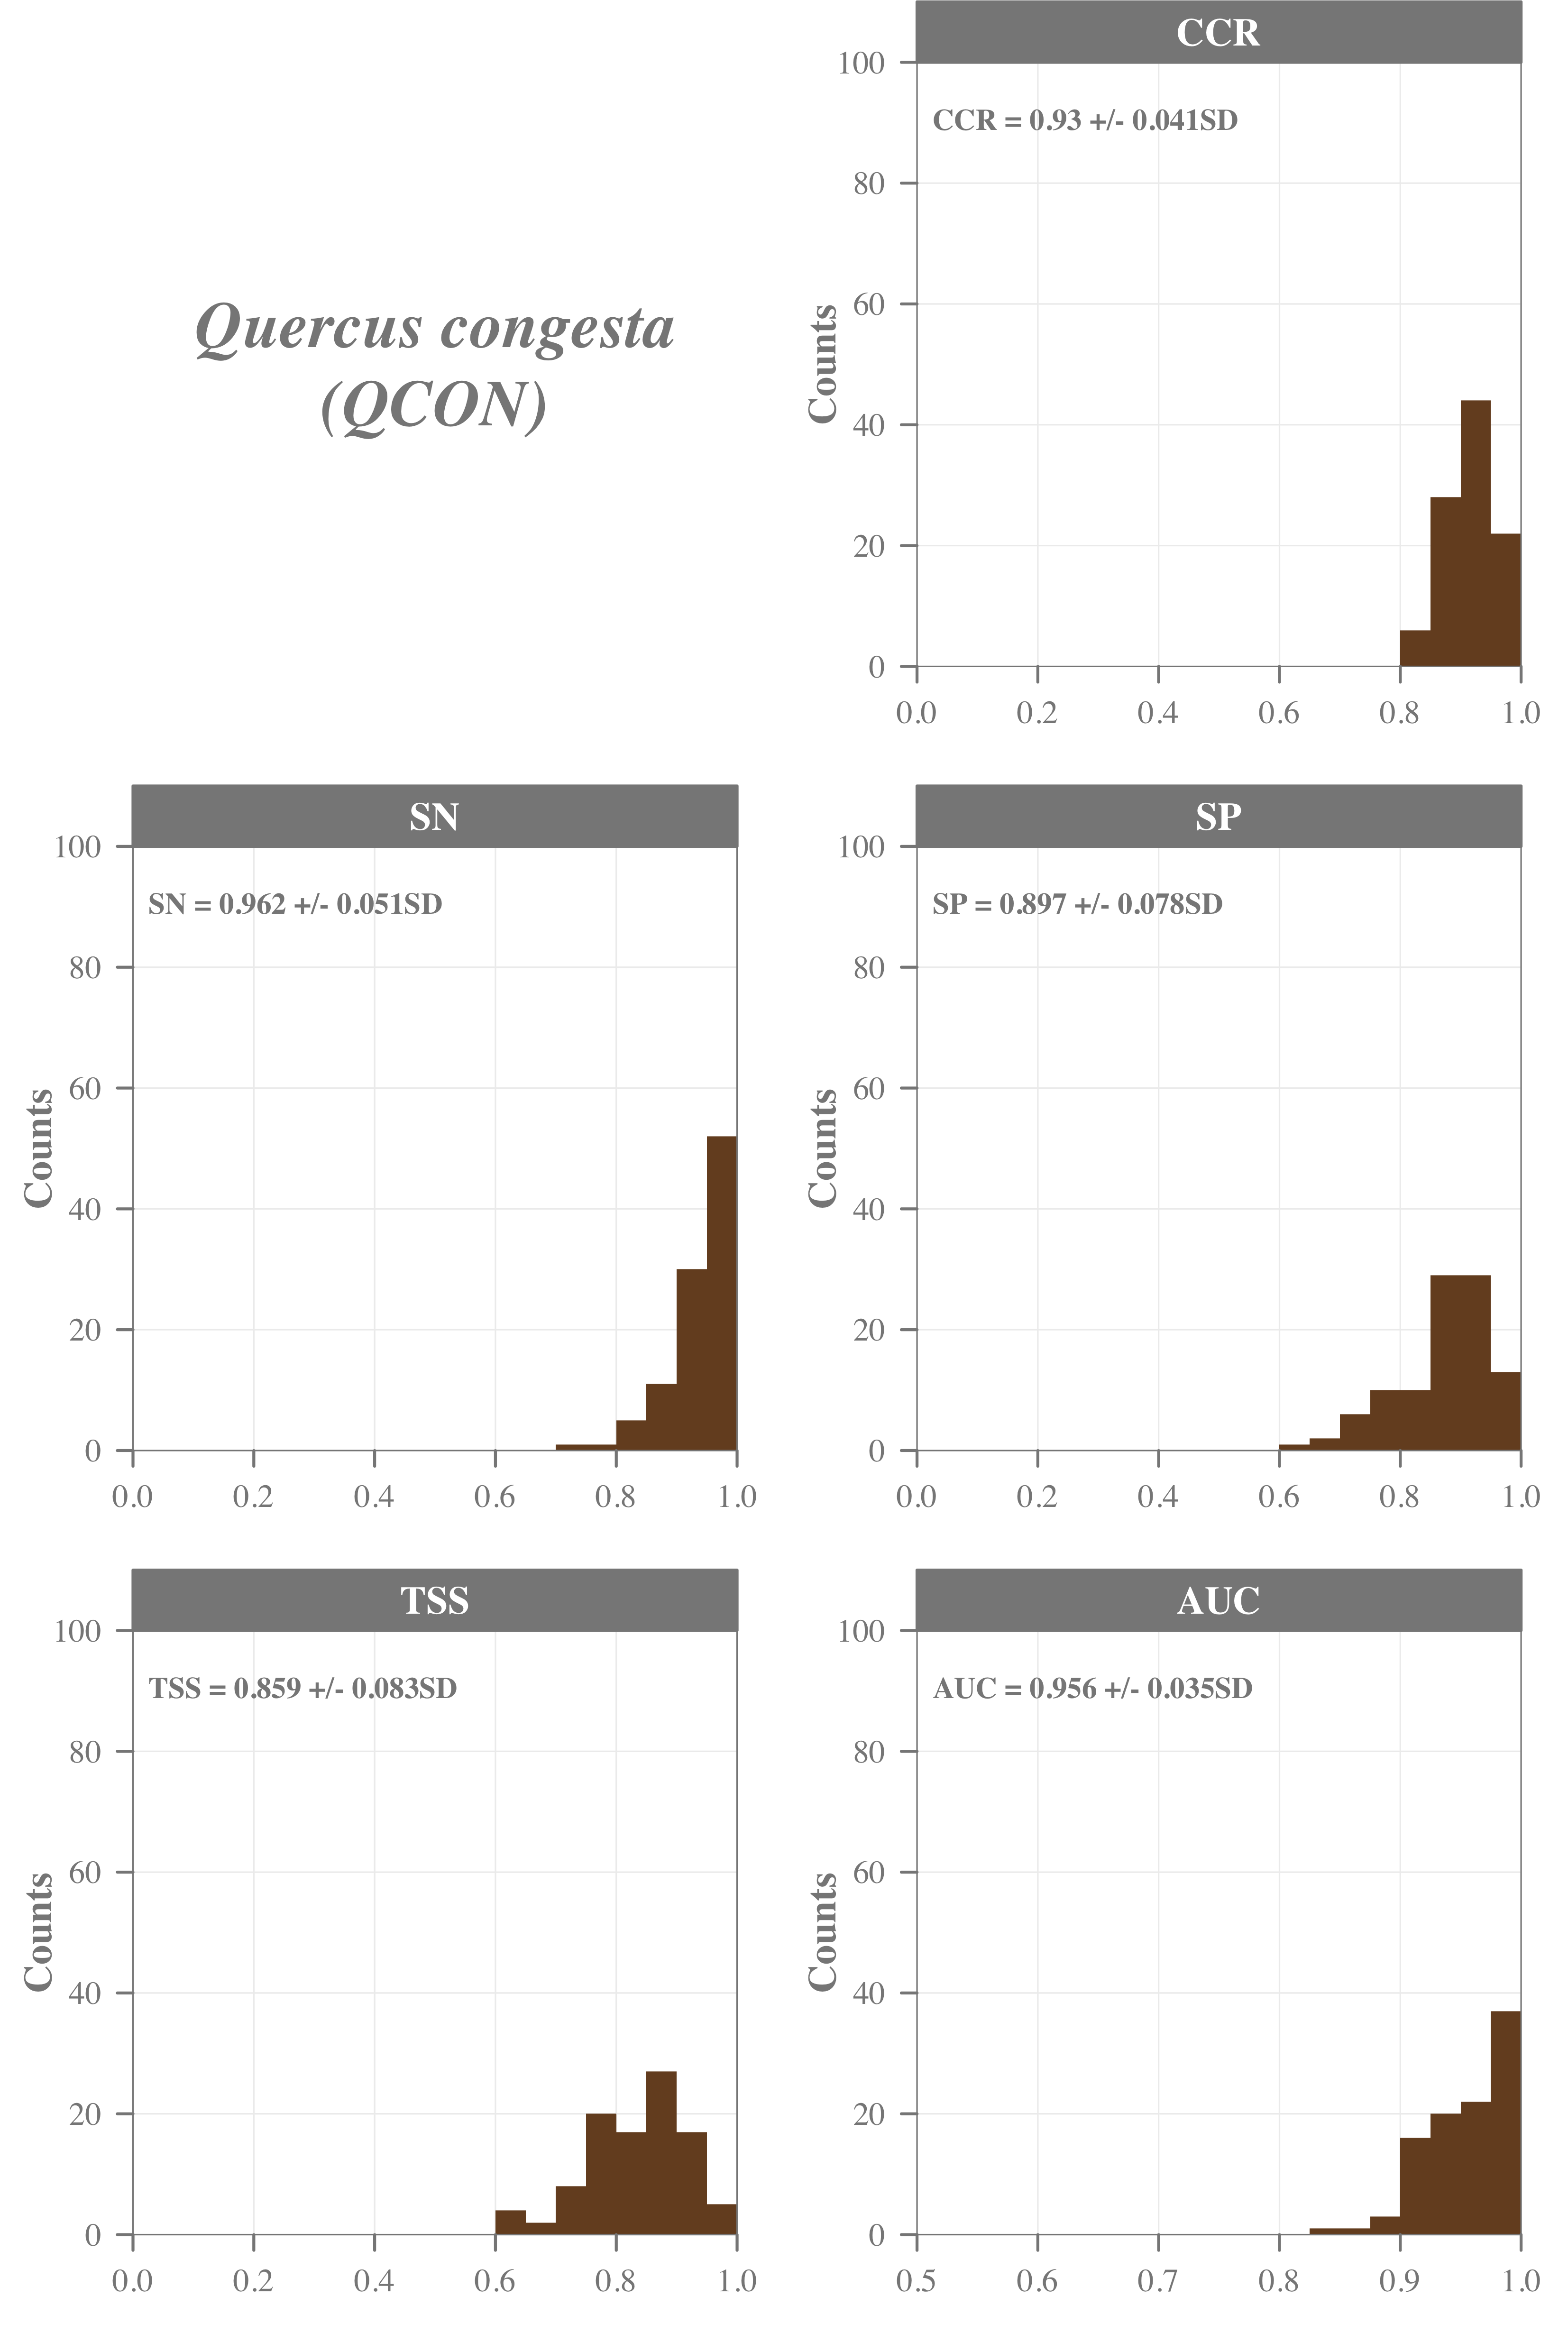 Quercus congesta
(QCON)
CCR
CCR = 0.93 +/- 0.041SD
Counts
100
80
60
40
20
0
0.0 0.2 0.4 0.6 0.8 1.0
SN
SN = 0.962 +/- 0.051SD
Counts
100
80
60
40
20
0
0.0 0.2 0.4 0.6 0.8 1.0
SP
SP = 0.897 +/- 0.078SD
Counts
100
80
60
40
20
0
0.0 0.2 0.4 0.6 0.8 1.0
TSS
TSS = 0.859 +/- 0.083SD
Counts
100
80
60
40
20
0
0.0 0.2 0.4 0.6 0.8 1.0
AUC
AUC = 0.956 +/- 0.035SD
Counts
100
80
60
40
20
0
0.5 0.6 0.7 0.8 0.9 1.0